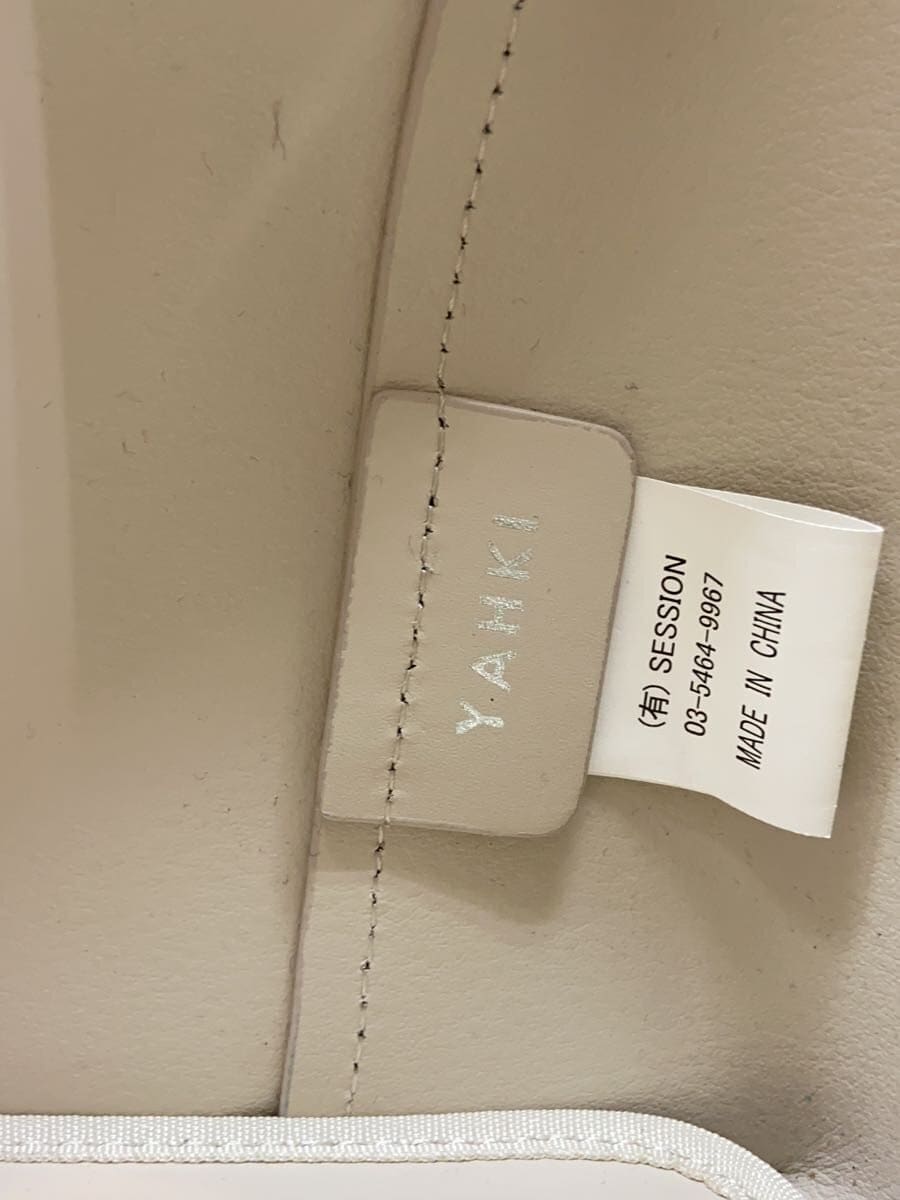 YAHKI
(有) SESSION
03-5464-9967
MADE IN CHINA